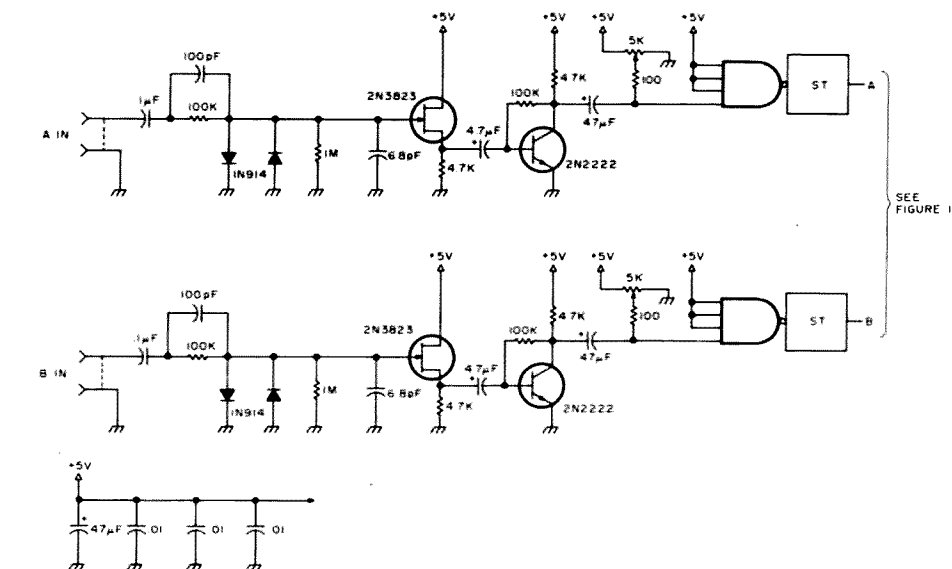 +5V +5V +5V +5V
5K
100pF
4.7K
100
2N3823
100K
ST
A
.1µF
100K
47µF
A IN
4.7µF
1N914
1M
6.8pF
4.7K
2N2222
SEE
FIGURE 1
+5V +5V +5V +5V
5K
100pF
4.7K
100
2N3823
100K
ST
B
.1µF
100K
47µF
B IN
4.7µF
1N914
1M
6.8pF
4.7K
2N2222
+5V
47µF .01 .01 .01